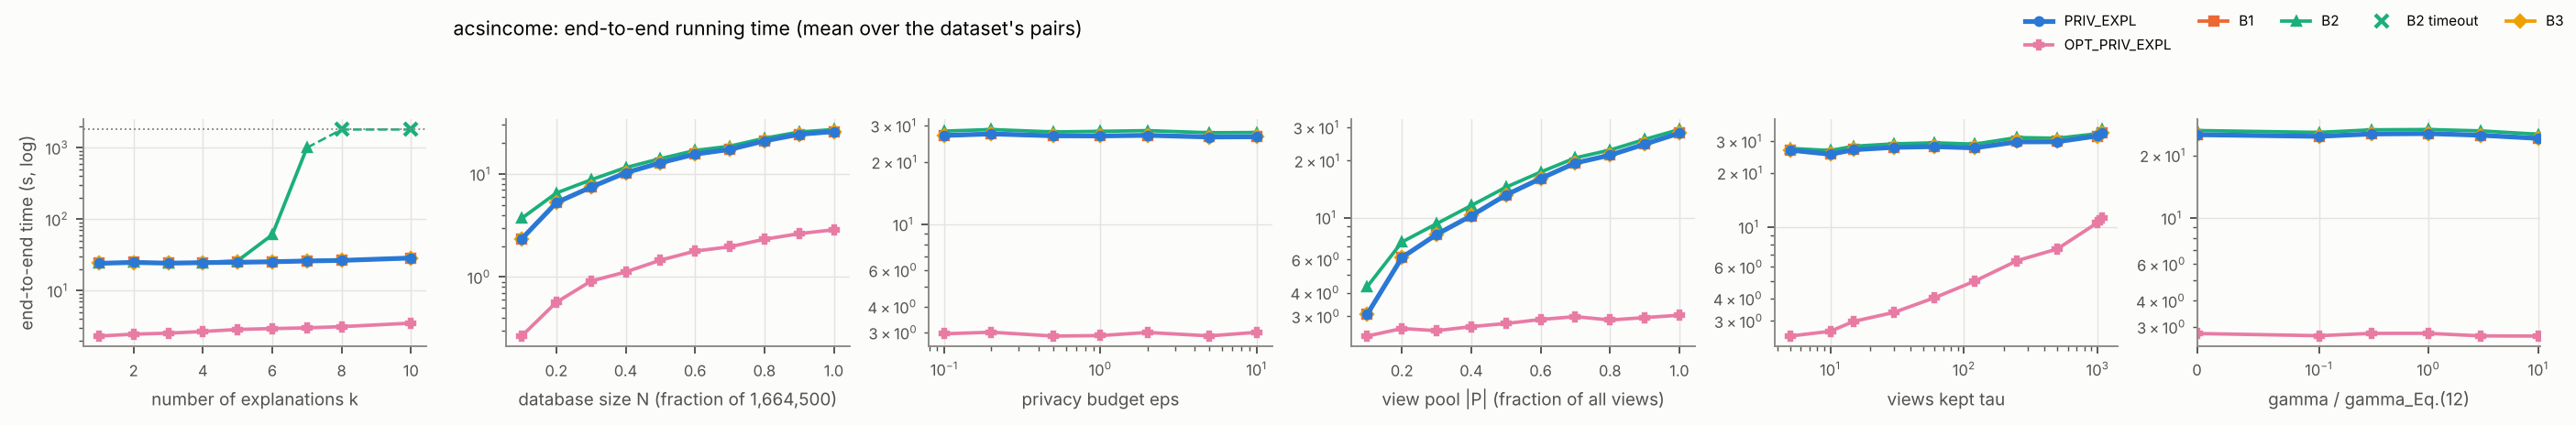 acsincome: end-to-end running time (mean over the dataset's pairs)
PRIV_EXPL B1 B2 B2 timeout B3
OPT_PRIV_EXPL
end-to-end time (s, log)
10³
10²
10¹
2 4 6 8 10
number of explanations k
10¹
10⁰
0.2 0.4 0.6 0.8 1.0
database size N (fraction of 1,664,500)
3 × 10¹
2 × 10¹
10¹
6 × 10⁰
4 × 10⁰
3 × 10⁰
10⁻¹ 10⁰ 10¹
privacy budget eps
3 × 10¹
2 × 10¹
10¹
6 × 10⁰
4 × 10⁰
3 × 10⁰
0.2 0.4 0.6 0.8 1.0
view pool |P| (fraction of all views)
3 × 10¹
2 × 10¹
10¹
6 × 10⁰
4 × 10⁰
3 × 10⁰
10¹ 10² 10³
views kept tau
2 × 10¹
10¹
6 × 10⁰
4 × 10⁰
3 × 10⁰
0 10⁻¹ 10⁰ 10¹
gamma / gamma_Eq.(12)